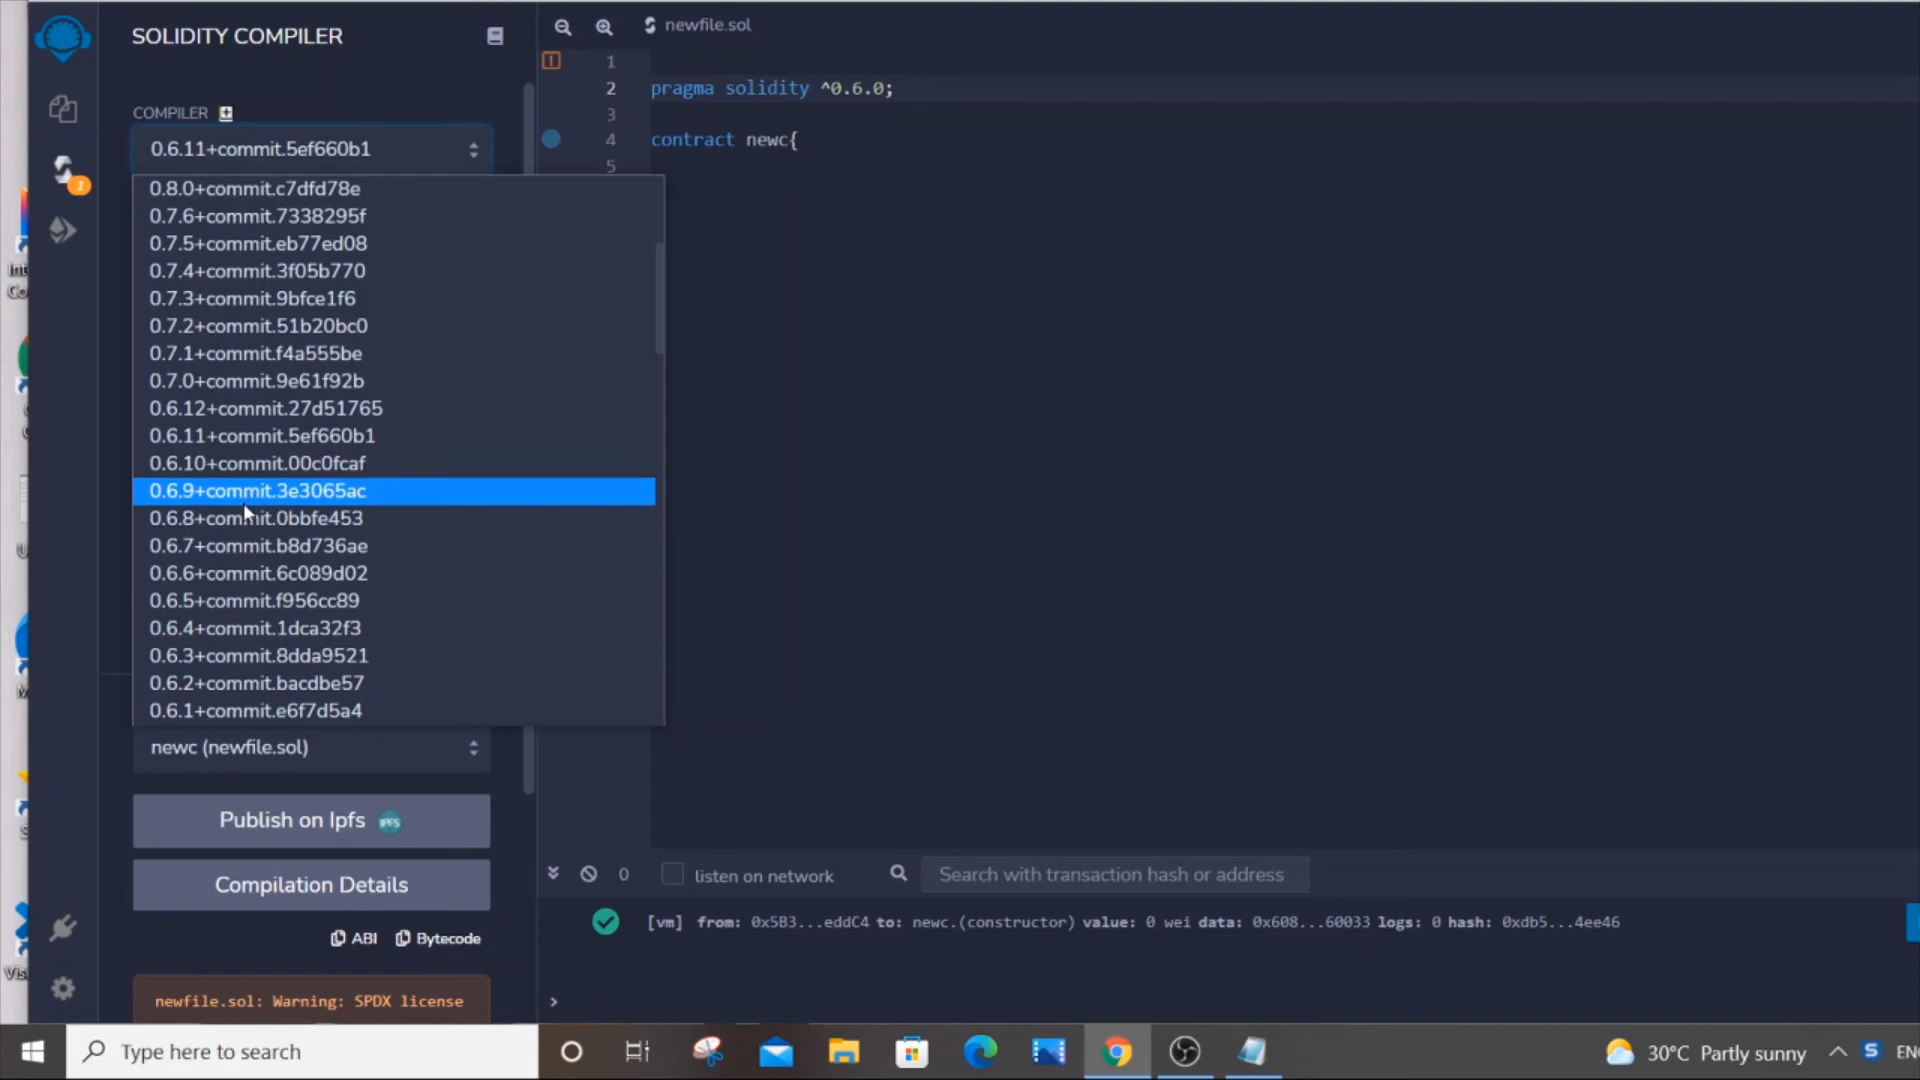 SOLIDITY COMPILER
COMPILER
0.6.11+commit.5ef660b1
0.8.0+commit.c7dfd78e
0.7.6+commit.7338295f
0.7.5+commit.eb77ed08
0.7.4+commit.3f05b770
0.7.3+commit.9bfce1f6
0.7.2+commit.51b20bc0
0.7.1+commit.f4a555be
0.7.0+commit.9e61f92b
0.6.12+commit.27d51765
0.6.11+commit.5ef660b1
0.6.10+commit.00c0fcaf
0.6.9+commit.3e3065ac
0.6.8+commit.0bbfe453
0.6.7+commit.b8d736ae
0.6.6+commit.6c089d02
0.6.5+commit.f956cc89
0.6.4+commit.1dca32f3
0.6.3+commit.8dda9521
0.6.2+commit.bacdbe57
0.6.1+commit.e6f7d5a4
newc (newfile.sol)
Publish on Ipfs IPFS
Compilation Details
ABI Bytecode
newfile.sol: Warning: SPDX license
newfile.sol
1
2 pragma solidity ^0.6.0;
3
4 contract newc{
5
0 listen on network Search with transaction hash or address
[vm] from: 0x5B3...eddC4 to: newc.(constructor) value: 0 wei data: 0x608...60033 logs: 0 hash: 0xdb5...4ee46
>
Type here to search
30°C Partly sunny